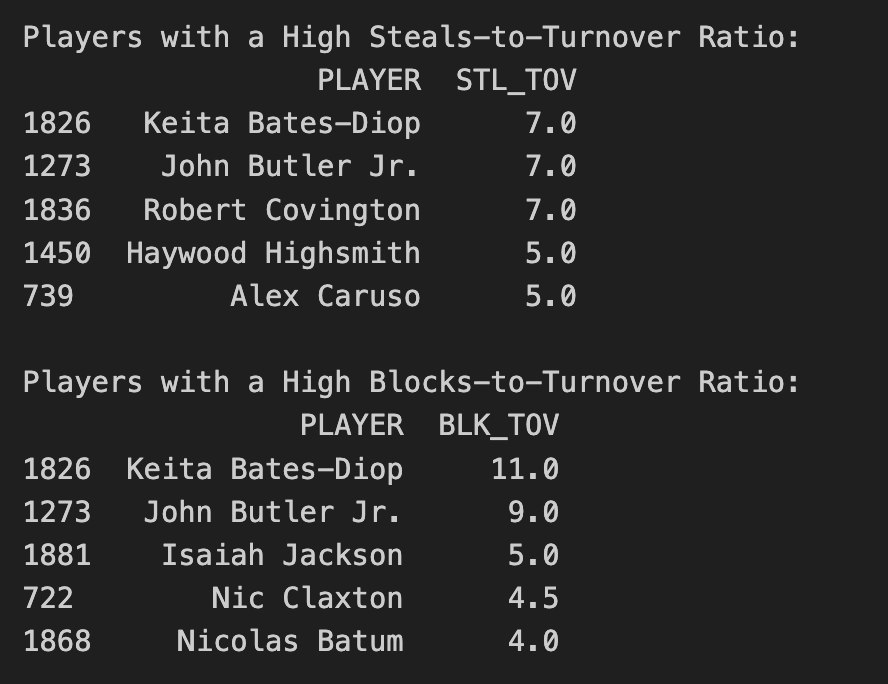 Players with a High Steals-to-Turnover Ratio:
PLAYER STL_TOV
1826 Keita Bates-Diop 7.0
1273 John Butler Jr. 7.0
1836 Robert Covington 7.0
1450 Haywood Highsmith 5.0
739 Alex Caruso 5.0
Players with a High Blocks-to-Turnover Ratio:
PLAYER BLK_TOV
1826 Keita Bates-Diop 11.0
1273 John Butler Jr. 9.0
1881 Isaiah Jackson 5.0
722 Nic Claxton 4.5
1868 Nicolas Batum 4.0